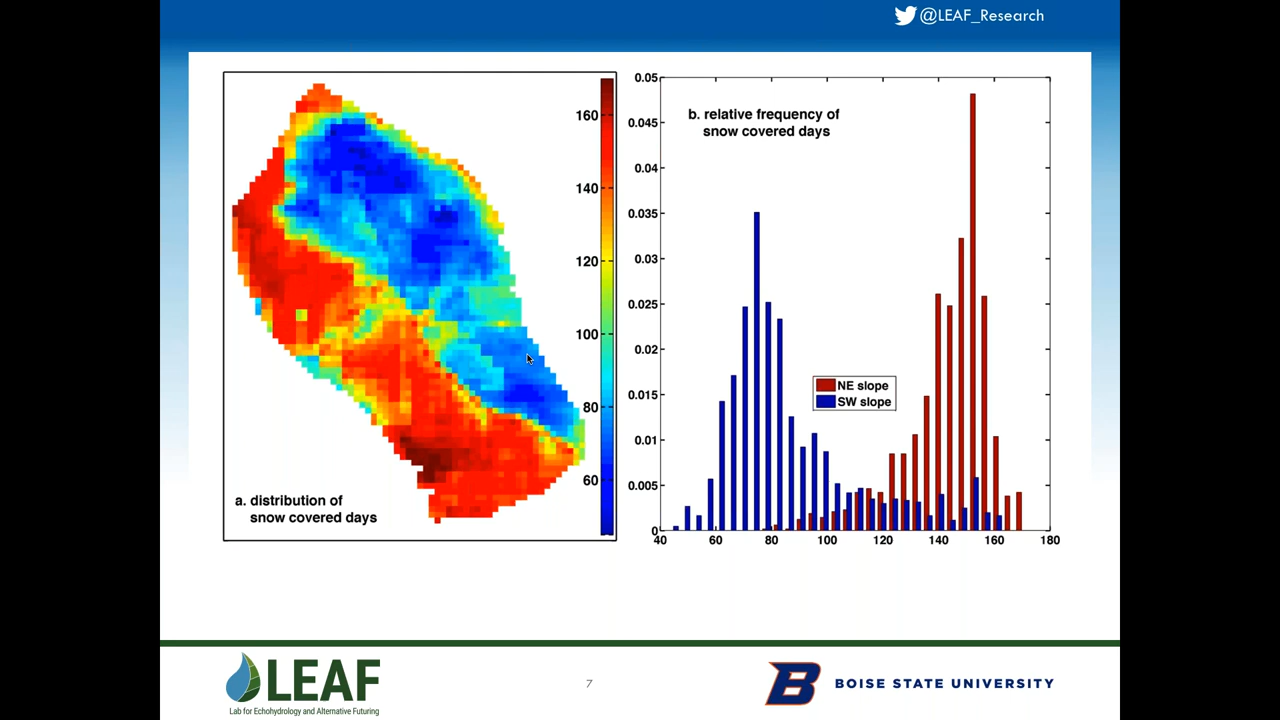 @LEAF_Research
160
140
120
100
80
60
a. distribution of
snow covered days
0.05
0.045
0.04
0.035
0.03
0.025
0.02
0.015
0.01
0.005
0
b. relative frequency of
snow covered days
NE slope
SW slope
40 60 80 100 120 140 160 180
LEAF
Lab for Echohydrology and Alternative Futuring
7
B
BOISE STATE UNIVERSITY